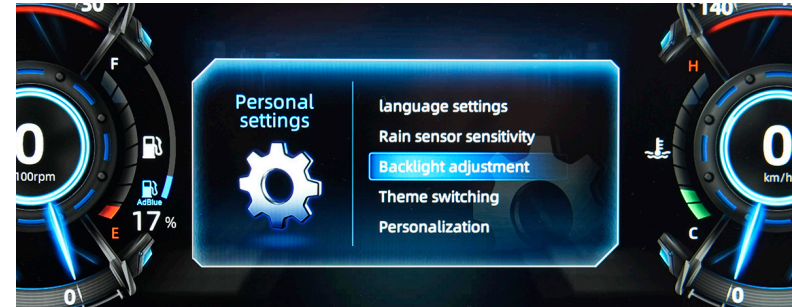 30
140
F
H
Personal
settings
language settings
Rain sensor sensitivity
Backlight adjustment
Theme switching
Personalization
0
100rpm
0
km/h
AdBlue
17 %
E
C
0
0